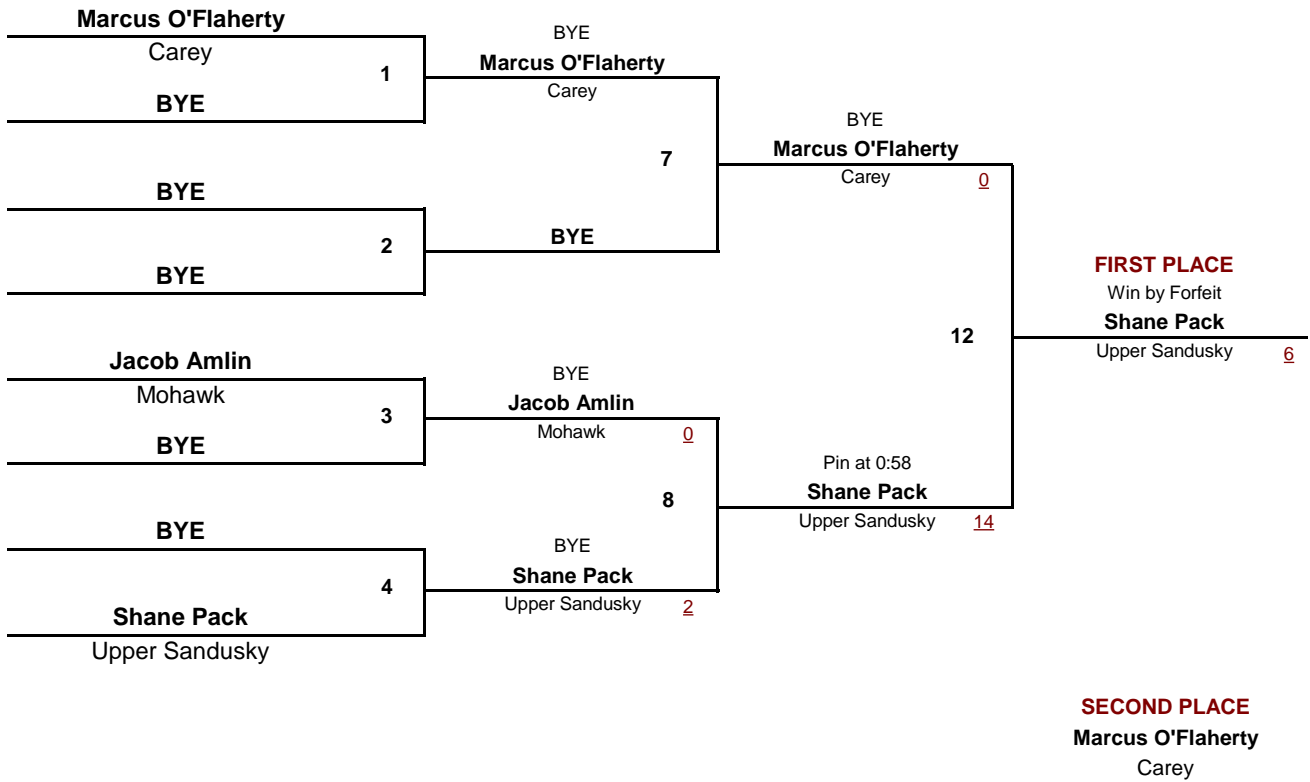 Marcus O'Flaherty
Carey
1
BYE
BYE
2
BYE
Jacob Amlin
Mohawk
3
BYE
BYE
4
Shane Pack
Upper Sandusky
BYE
Marcus O'Flaherty
Carey
7
BYE
BYE
Jacob Amlin
Mohawk 0
8
BYE
Shane Pack
Upper Sandusky 2
BYE
Marcus O'Flaherty
Carey 0
12
Pin at 0:58
Shane Pack
Upper Sandusky 14
FIRST PLACE
Win by Forfeit
Shane Pack
Upper Sandusky 6
SECOND PLACE
Marcus O'Flaherty
Carey